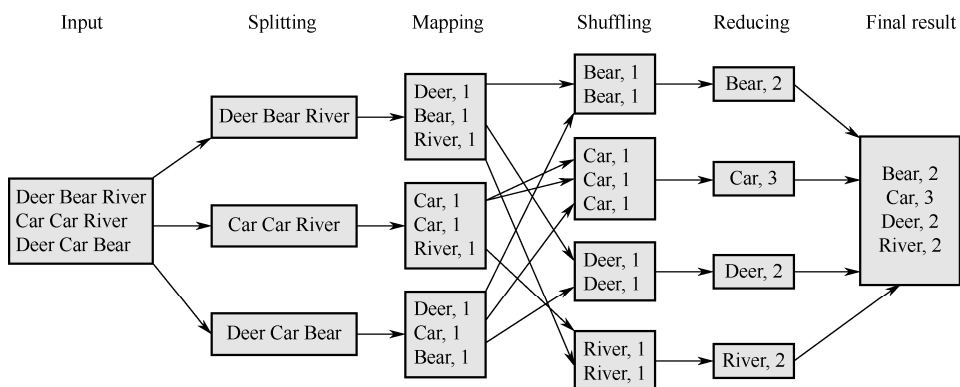 Input
Splitting
Mapping
Shuffling
Reducing
Final result
Deer Bear River
Car Car River
Deer Car Bear
Deer Bear River
Car Car River
Deer Car Bear
Deer, 1
Bear, 1
River, 1
Car, 1
Car, 1
River, 1
Deer, 1
Car, 1
Bear, 1
Bear, 1
Bear, 1
Car, 1
Car, 1
Car, 1
Deer, 1
Deer, 1
River, 1
River, 1
Bear, 2
Car, 3
Deer, 2
River, 2
Bear, 2
Car, 3
Deer, 2
River, 2